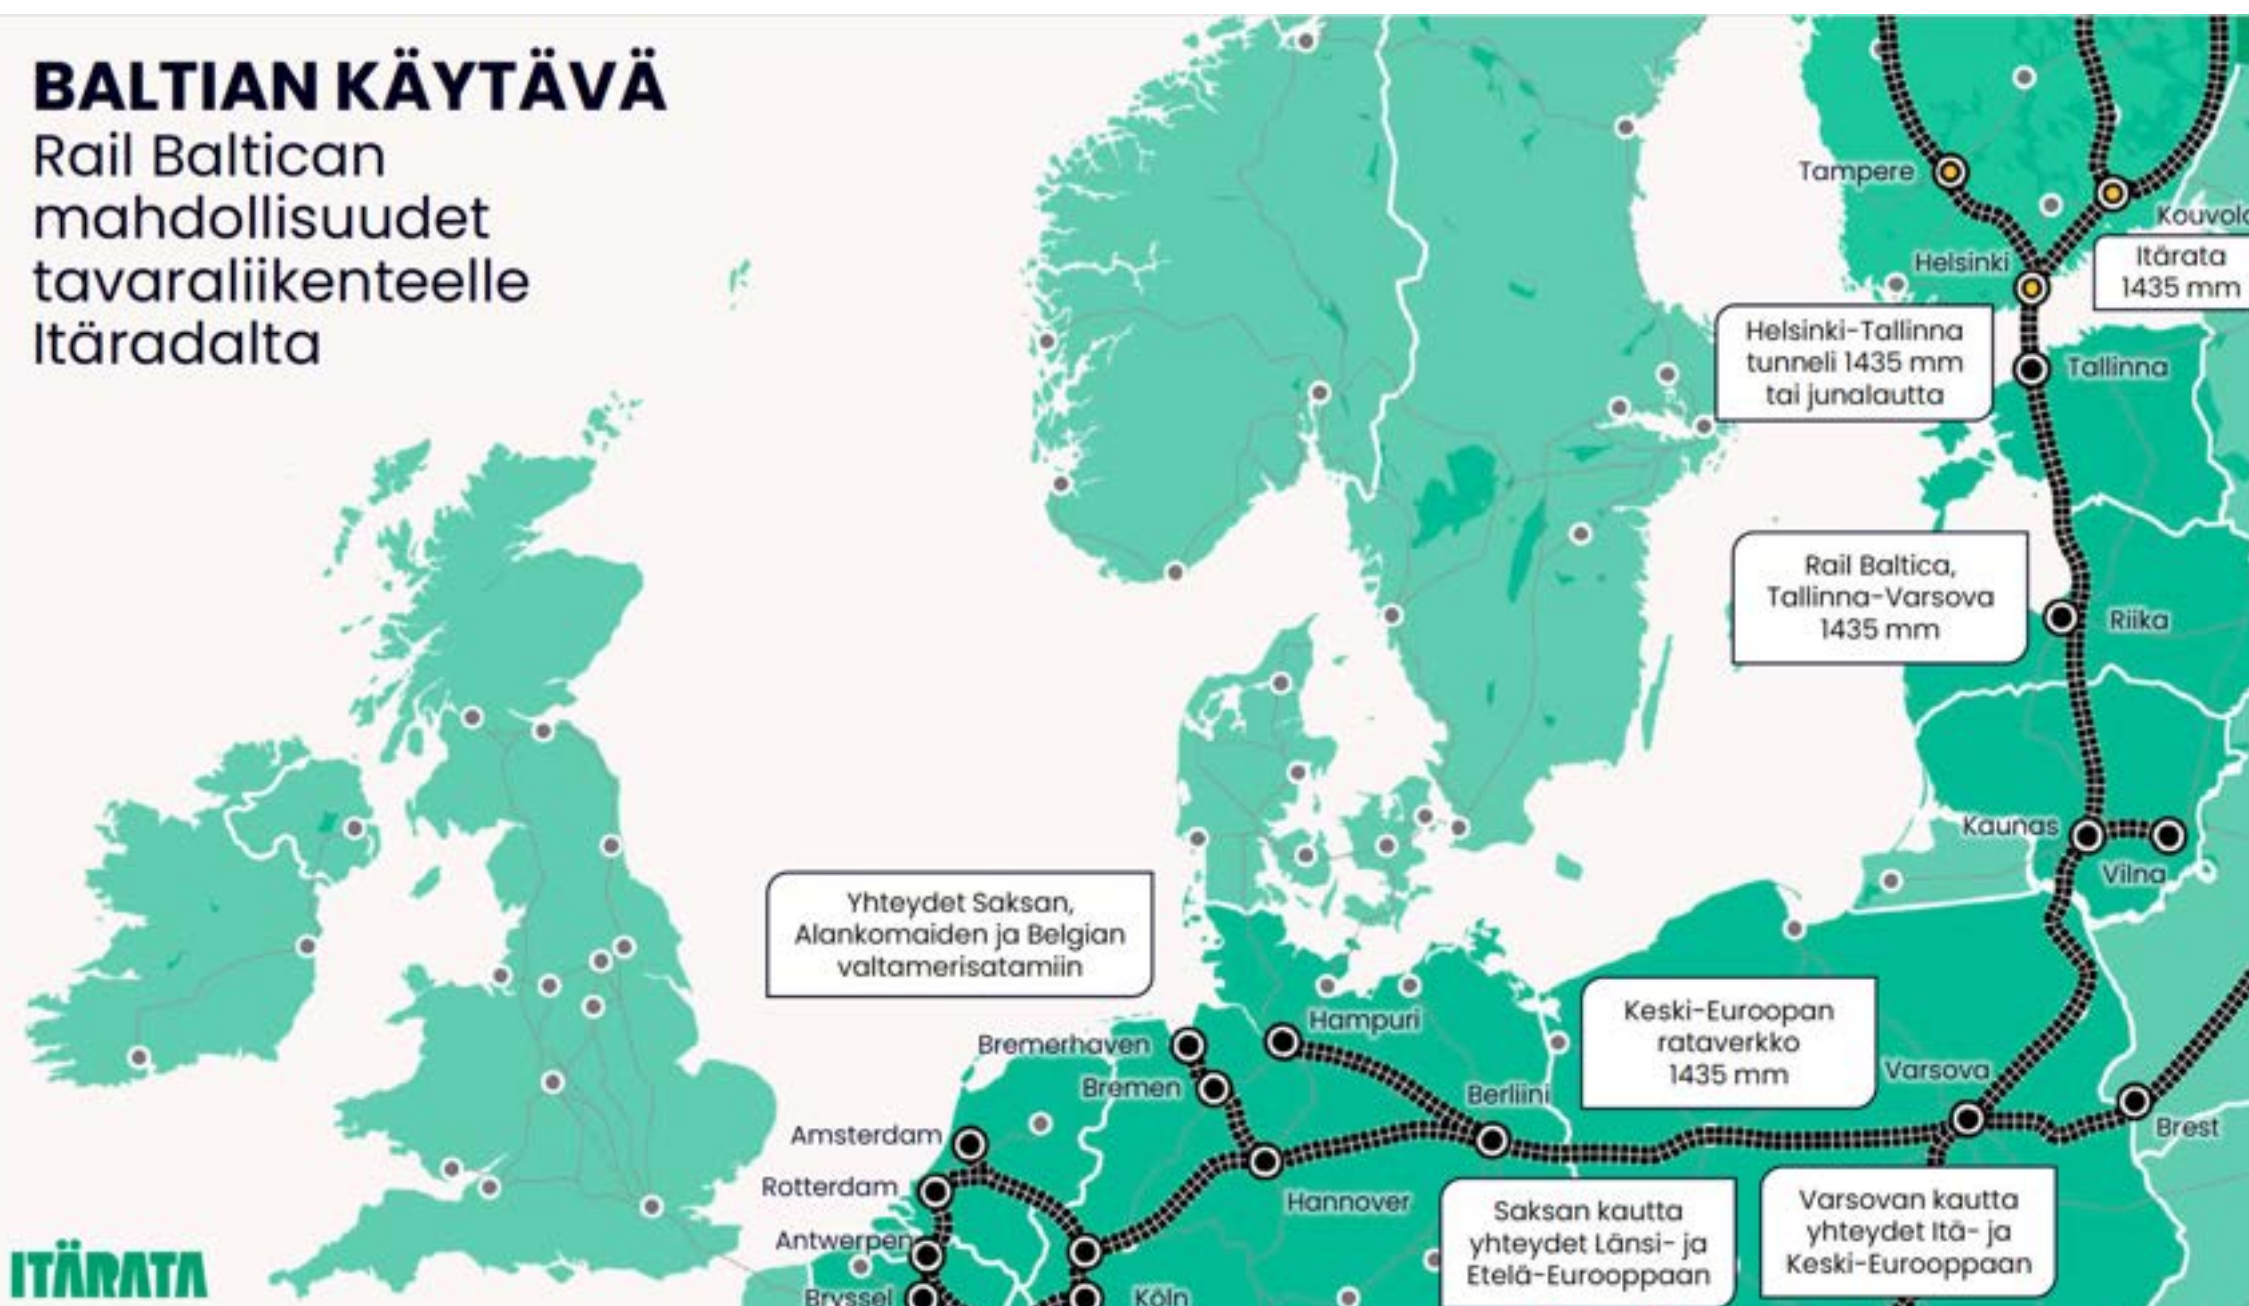 BALTIAN KÄYTÄVÄ
Rail Baltican
mahdollisuudet
tavaraliikenteelle
Itäradalta
Tampere
Helsinki
Itärata
1435 mm
Helsinki-Tallinna
tunneli 1435 mm
tai junalautta
Tallinna
Rail Baltica,
Tallinna-Varsova
1435 mm
Riika
Kaunas
Vilna
Yhteydet Saksan,
Alankomaiden ja Belgian
valtamerisatamiin
Hampuri
Bremerhaven
Bremen
Keski-Euroopan
rataverkko
1435 mm
Varsova
Berliini
Brest
Amsterdam
Rotterdam
Hannover
Antwerpen
Saksan kautta
yhteydet Länsi- ja
Etelä-Eurooppaan
Varsovan kautta
yhteydet Itä- ja
Keski-Eurooppaan
ITÄRATA
Bryssel
Köln